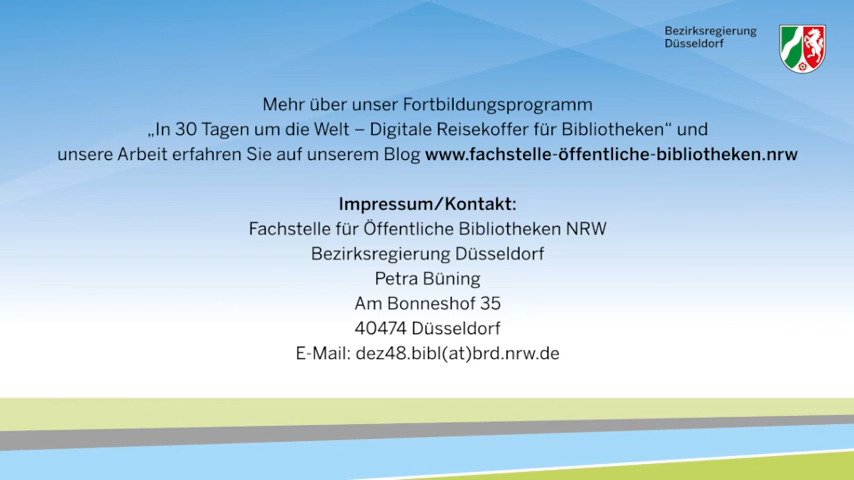 Bezirksregierung
Düsseldorf
Mehr über unser Fortbildungsprogramm
„In 30 Tagen um die Welt – Digitale Reisekoffer für Bibliotheken“ und
unsere Arbeit erfahren Sie auf unserem Blog www.fachstelle-öffentliche-bibliotheken.nrw
Impressum/Kontakt:
Fachstelle für Öffentliche Bibliotheken NRW
Bezirksregierung Düsseldorf
Petra Büning
Am Bonneshof 35
40474 Düsseldorf
E-Mail: dez48.bibl(at)brd.nrw.de